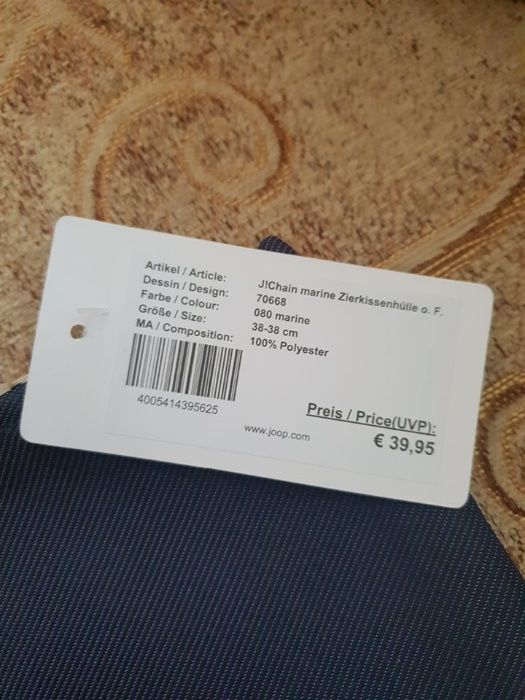 Artikel / Article: J!Chain marine Zierkissenhülle o. F.
Dessin / Design: 70668
Farbe / Colour: 080 marine
Größe / Size: 38-38 cm
MA / Composition: 100% Polyester
4005414395625
Preis / Price(UVP):
www.joop.com
€ 39,95